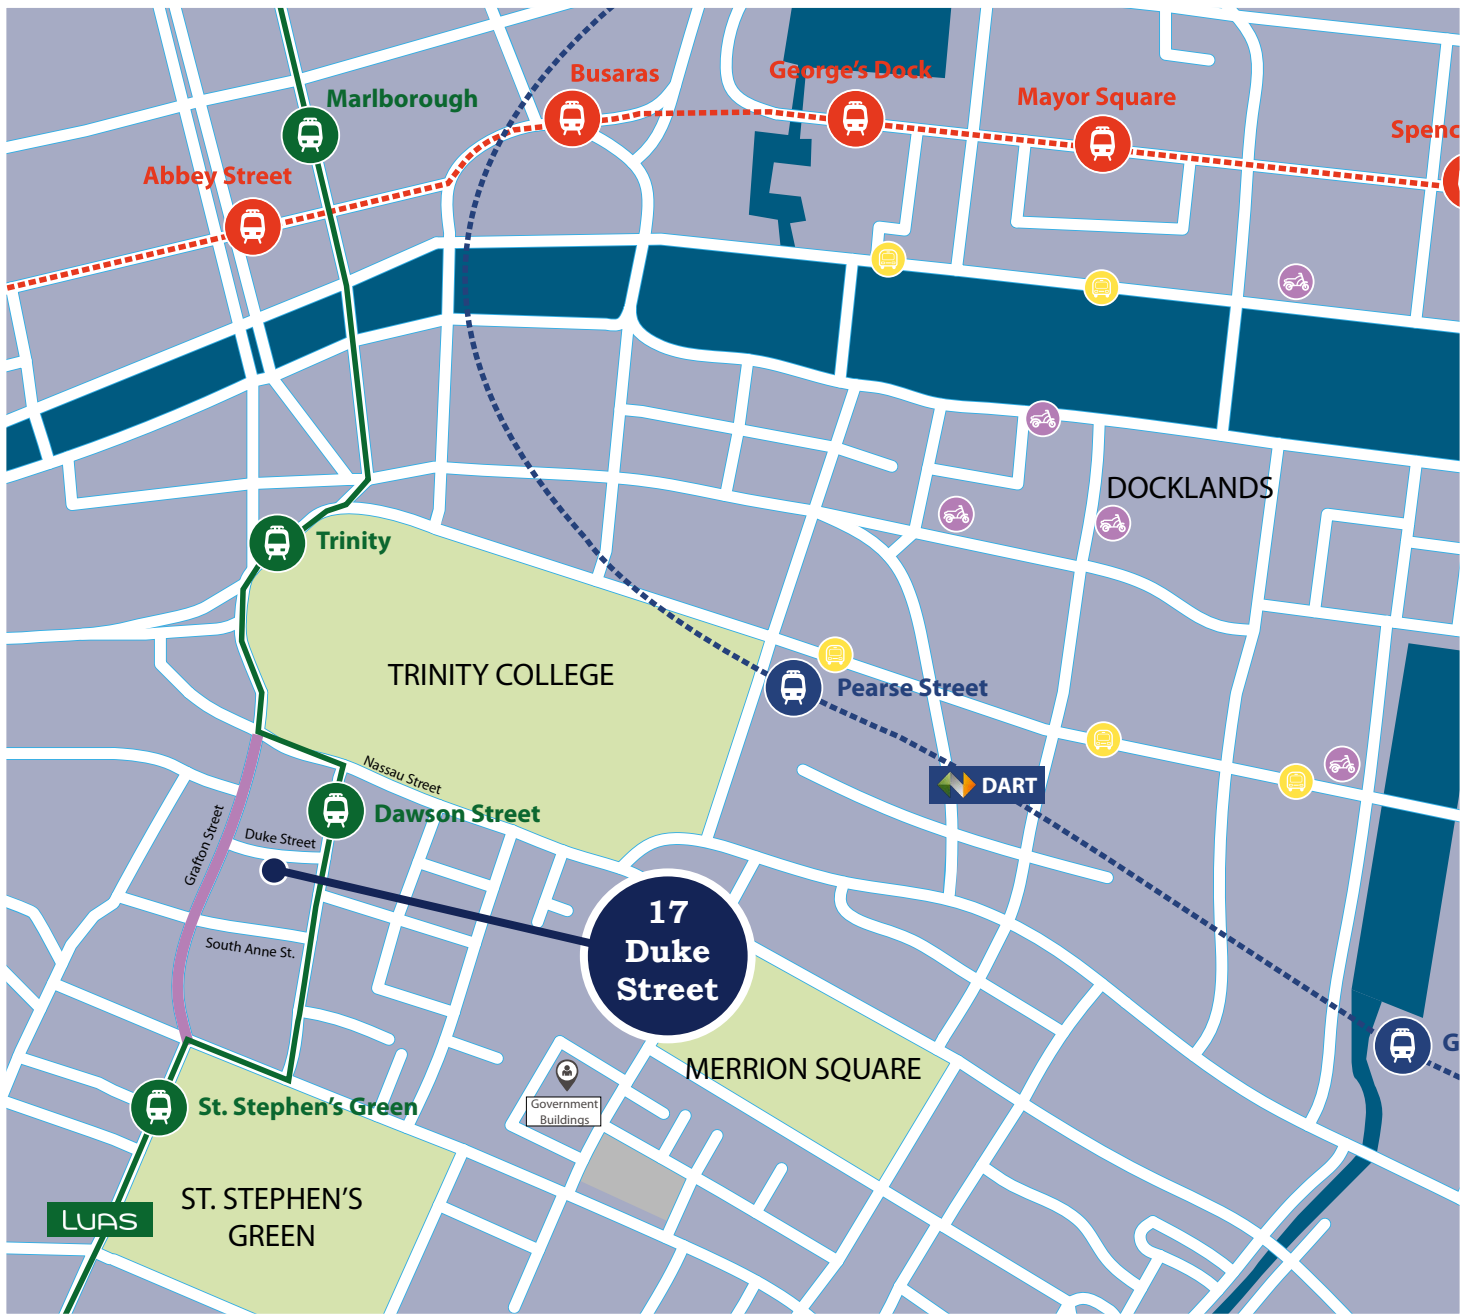 Busaras
George's Dock
Marlborough
Mayor Square
Spenc
Abbey Street
DOCKLANDS
Trinity
TRINITY COLLEGE
Pearse Street
Nassau Street
DART
Dawson Street
Grafton Street
Duke Street
17
Duke
Street
South Anne St.
G
MERRION SQUARE
Government
Buildings
St. Stephen's Green
ST. STEPHEN'S
GREEN
LUAS